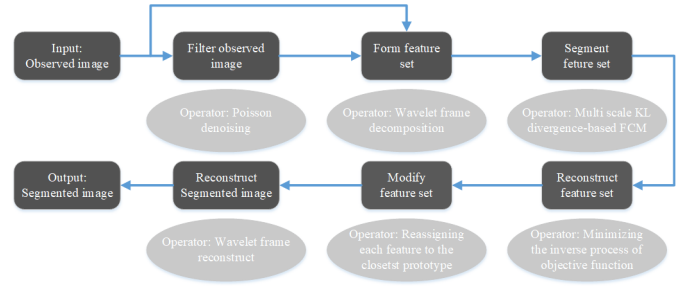 Input:
Observed image
Filter observed
image
Form feature
set
Segment
feture set
Operator: Poisson
denoising
Operator: Wavelet frame
decomposition
Operator: Multi scale KL
divergence-based FCM
Output:
Segmented image
Reconstruct
Segmented image
Modify
feature set
Reconstruct
feature set
Operator: Wavelet frame
reconstruct
Operator: Reassigning
each feature to the
closetst prototype
Operator: Minimizing
the inverse process of
objective function